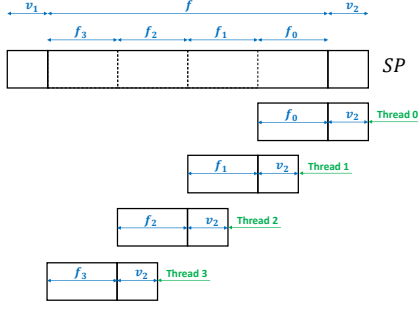 v₁ f v₂
f₃ f₂ f₁ f₀
SP
f₀ v₂ Thread 0
f₁ v₂ Thread 1
f₂ v₂ Thread 2
f₃ v₂ Thread 3